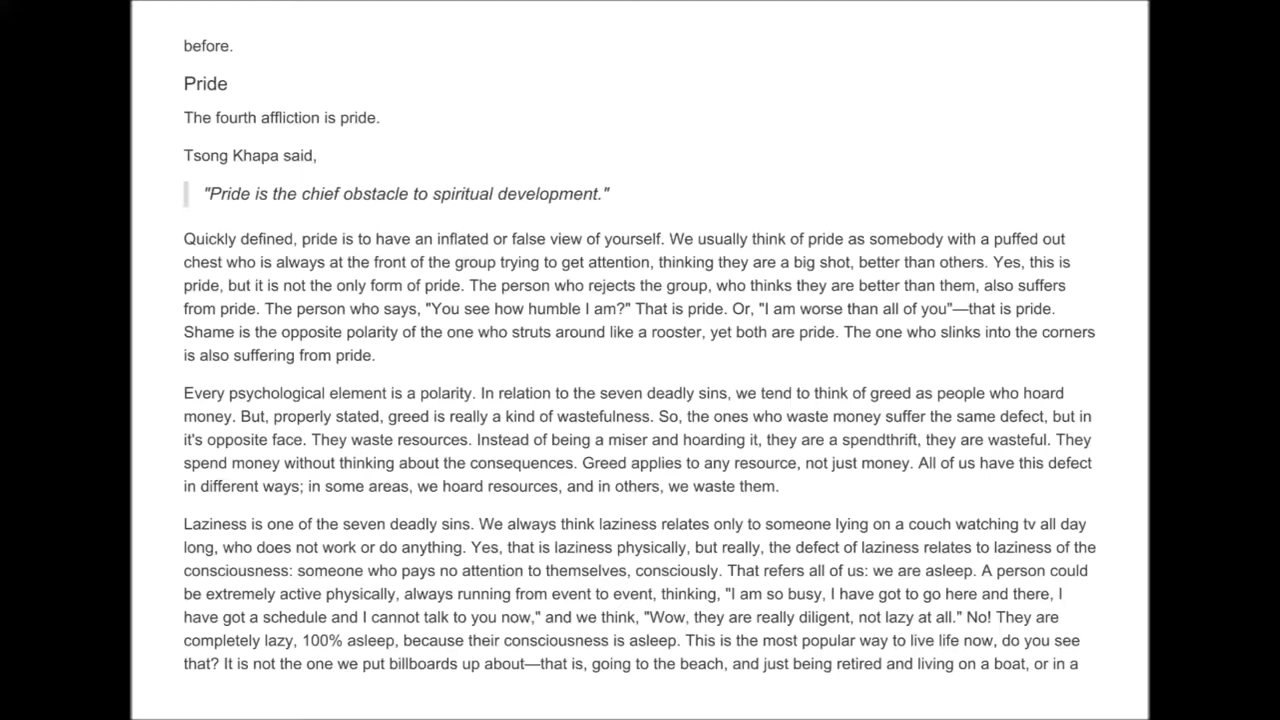 before.
Pride
The fourth affliction is pride.
Tsong Khapa said,
"Pride is the chief obstacle to spiritual development."
Quickly defined, pride is to have an inflated or false view of yourself. We usually think of pride as somebody with a puffed out
chest who is always at the front of the group trying to get attention, thinking they are a big shot, better than others. Yes, this is
pride, but it is not the only form of pride. The person who rejects the group, who thinks they are better than them, also suffers
from pride. The person who says, "You see how humble I am?" That is pride. Or, "I am worse than all of you"—that is pride.
Shame is the opposite polarity of the one who struts around like a rooster, yet both are pride. The one who slinks into the corners
is also suffering from pride.
Every psychological element is a polarity. In relation to the seven deadly sins, we tend to think of greed as people who hoard
money. But, properly stated, greed is really a kind of wastefulness. So, the ones who waste money suffer the same defect, but in
it's opposite face. They waste resources. Instead of being a miser and hoarding it, they are a spendthrift, they are wasteful. They
spend money without thinking about the consequences. Greed applies to any resource, not just money. All of us have this defect
in different ways; in some areas, we hoard resources, and in others, we waste them.
Laziness is one of the seven deadly sins. We always think laziness relates only to someone lying on a couch watching tv all day
long, who does not work or do anything. Yes, that is laziness physically, but really, the defect of laziness relates to laziness of the
consciousness: someone who pays no attention to themselves, consciously. That refers all of us: we are asleep. A person could
be extremely active physically, always running from event to event, thinking, "I am so busy, I have got to go here and there, I
have got a schedule and I cannot talk to you now," and we think, "Wow, they are really diligent, not lazy at all." No! They are
completely lazy, 100% asleep, because their consciousness is asleep. This is the most popular way to live life now, do you see
that? It is not the one we put billboards up about—that is, going to the beach, and just being retired and living on a boat, or in a